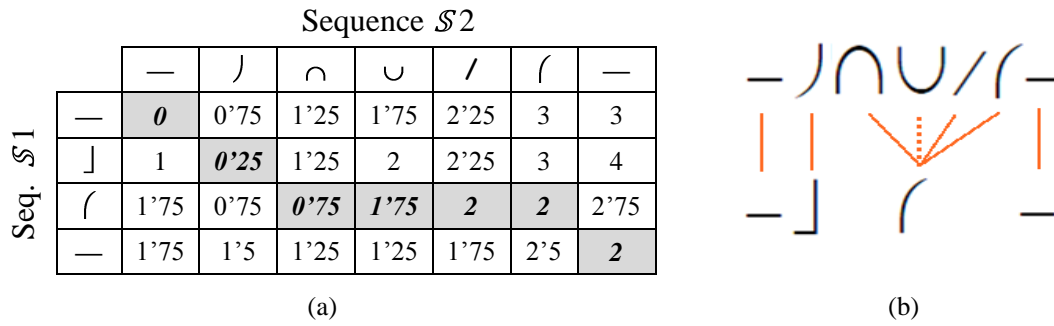 Sequence 𝕊2
Seq. 𝕊1
— ⌡ ∩ ∪ / ⌠ —
— 0 0’75 1’25 1’75 2’25 3 3
⌋ 1 0’25 1’25 2 2’25 3 4
⌠ 1’75 0’75 0’75 1’75 2 2 2’75
— 1’75 1’5 1’25 1’25 1’75 2’5 2
(a)
(b)